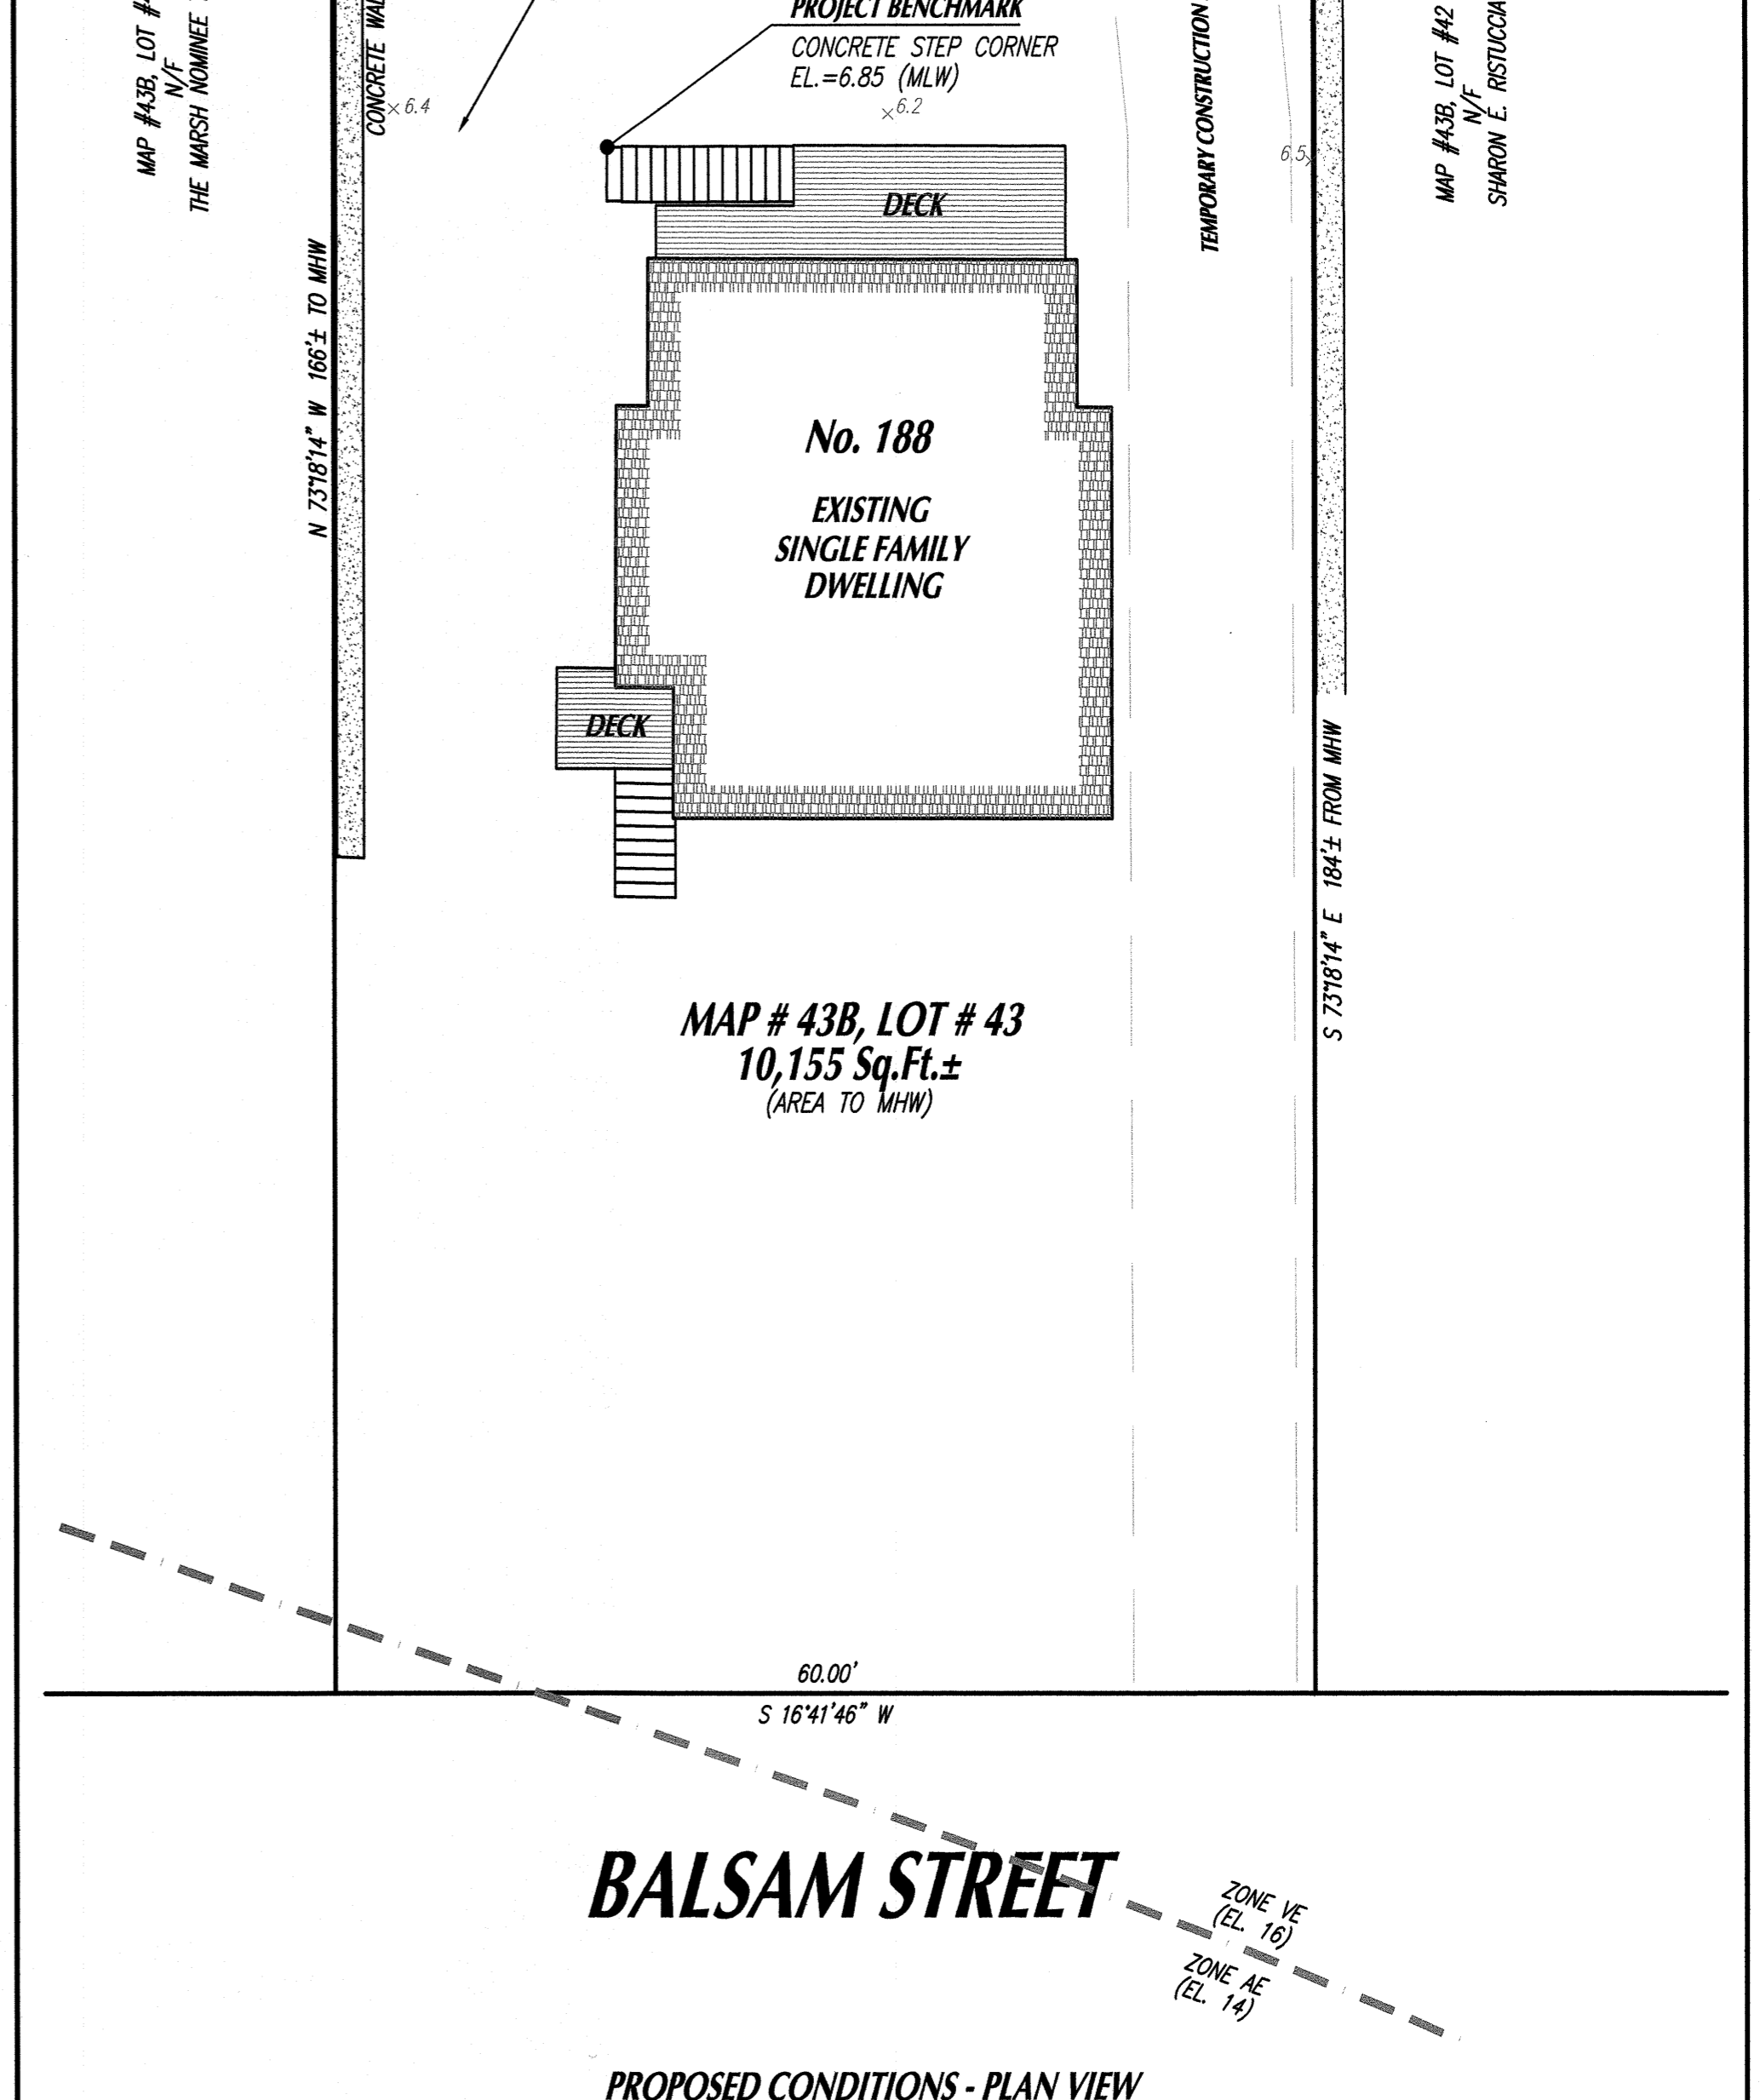 PROJECT BENCHMARK
CONCRETE STEP CORNER
EL.=6.85 (MLW)
×6.2
×6.4
6.5×
MAP #43B, LOT
N/F
THE MARSH NOMINEE
CONCRETE
TEMPORARY CONSTRUCTION
MAP #43B, LOT #42
N/F
SHARON E. RISTUCCIA
DECK
N 73°18'14" W 166'± TO MHW
No. 188
EXISTING
SINGLE FAMILY
DWELLING
DECK
S 73°18'14" E 184'± FROM MHW
MAP # 43B, LOT # 43
10,155 Sq.Ft.±
(AREA TO MHW)
60.00'
S 16°41'46" W
BALSAM STREET
ZONE VE
(EL. 16)
ZONE AE
(EL. 14)
PROPOSED CONDITIONS - PLAN VIEW